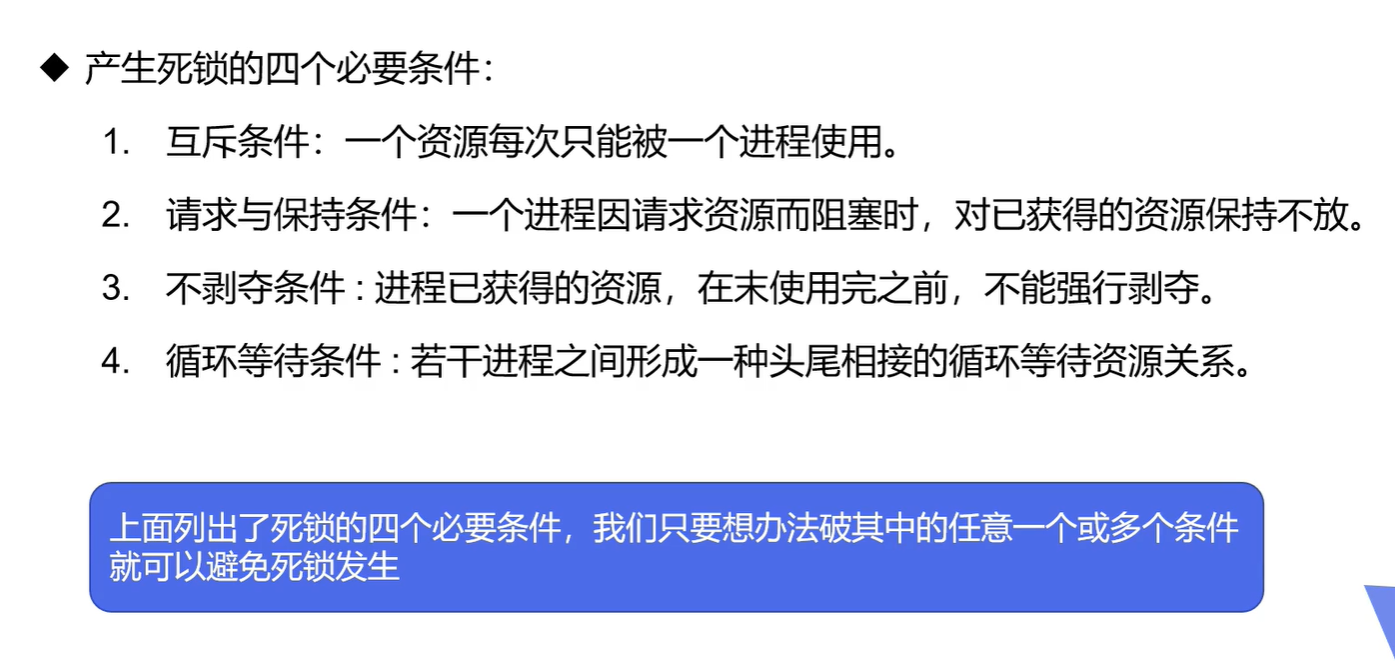 ◆ 产生死锁的四个必要条件：
1. 互斥条件：一个资源每次只能被一个进程使用。
2. 请求与保持条件：一个进程因请求资源而阻塞时，对已获得的资源保持不放。
3. 不剥夺条件 : 进程已获得的资源，在末使用完之前，不能强行剥夺。
4. 循环等待条件 : 若干进程之间形成一种头尾相接的循环等待资源关系。
上面列出了死锁的四个必要条件，我们只要想办法破其中的任意一个或多个条件
就可以避免死锁发生